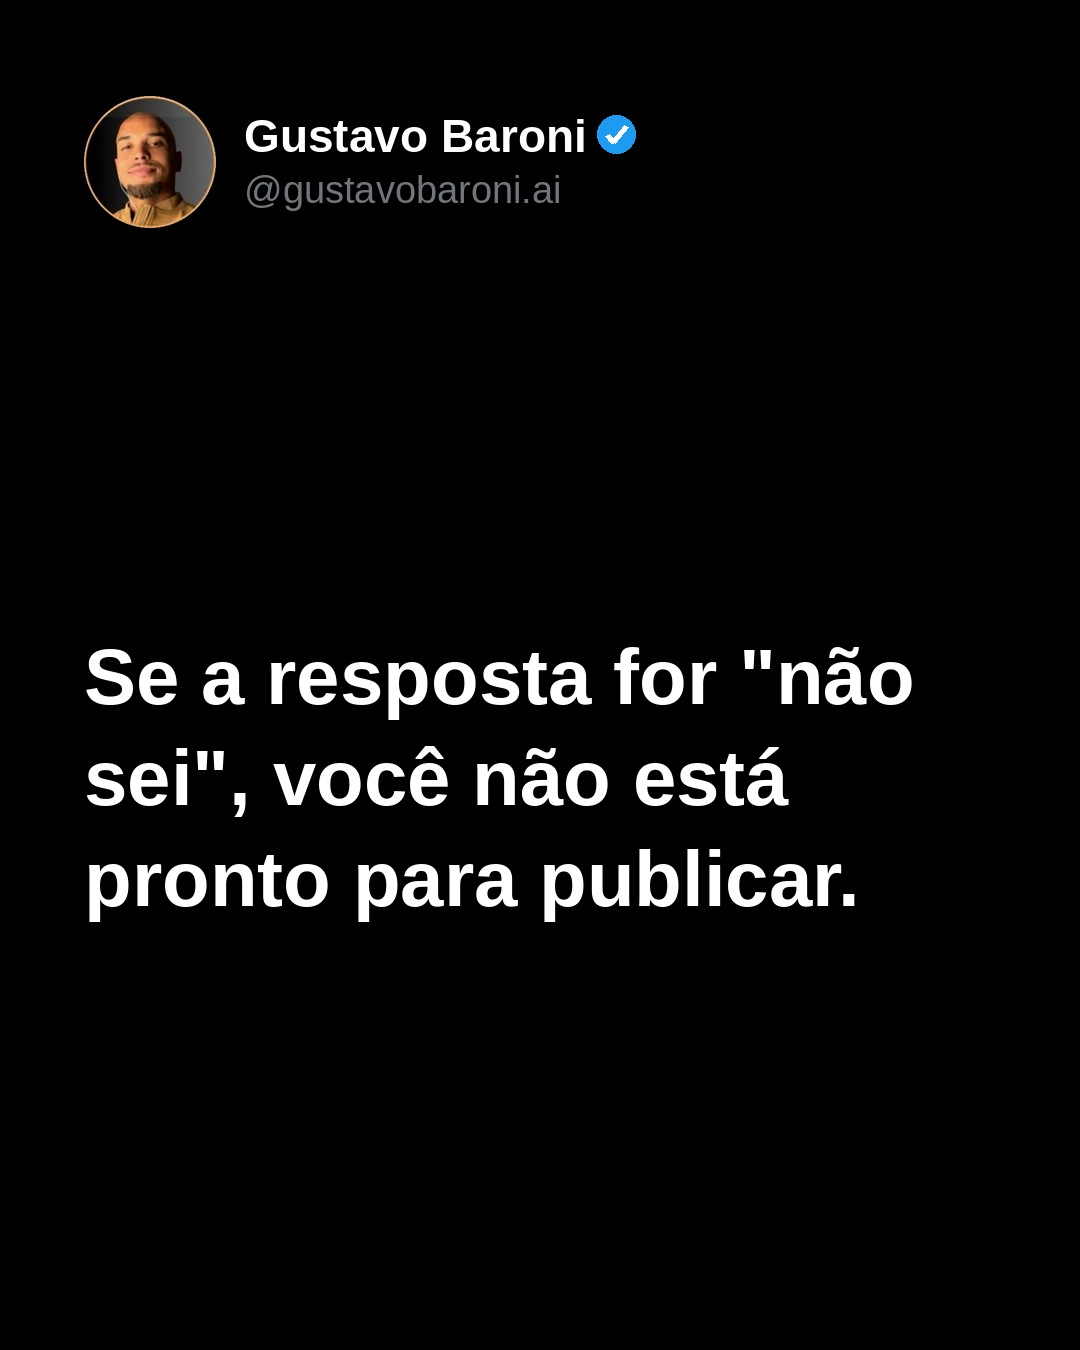 Gustavo Baroni
@gustavobaroni.ai
Se a resposta for "não
sei", você não está
pronto para publicar.